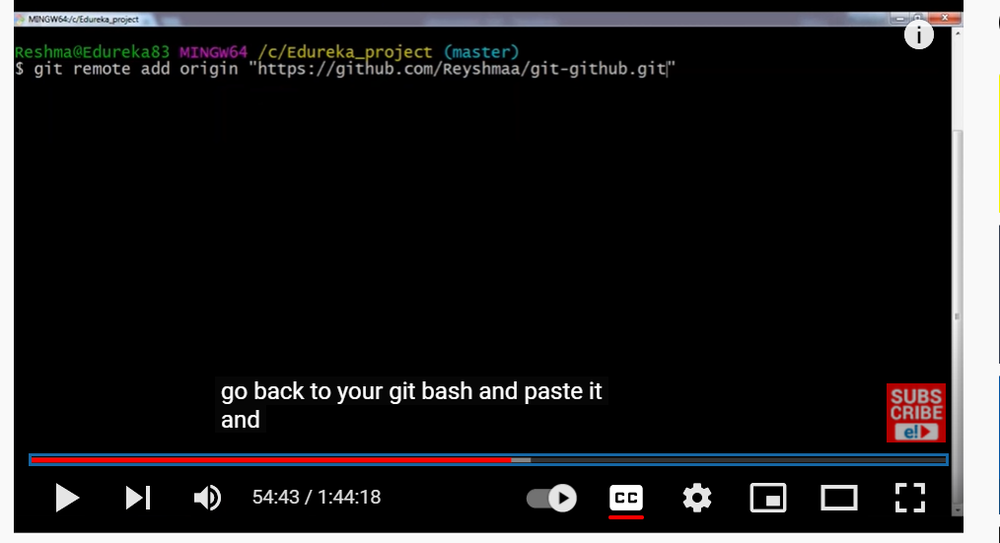 MINGW64:/c/Edureka_project
Reshma@Edureka83 MINGW64 /c/Edureka_project (master)
$ git remote add origin "https://github.com/Reyshmaa/git-github.git"
go back to your git bash and paste it
and
SUBS
CRIBE
e!
54:43 / 1:44:18
CC